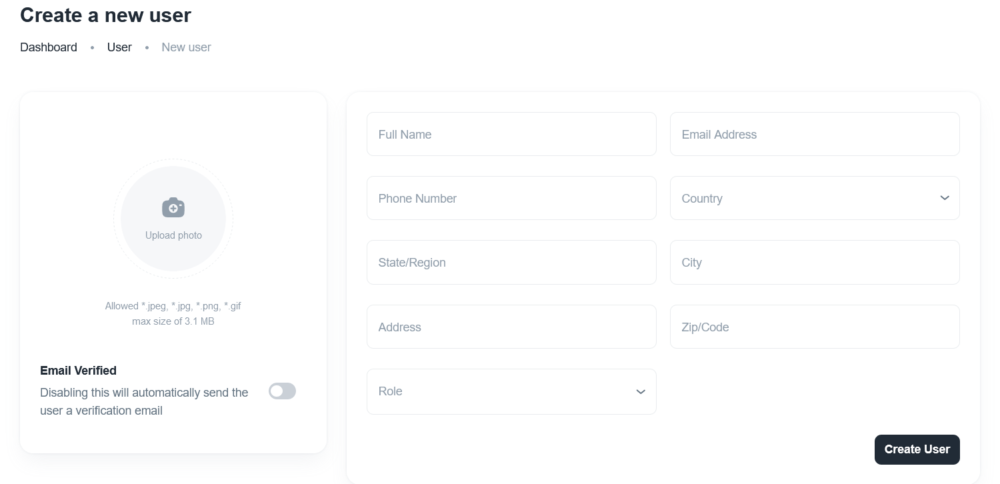 Create a new user
Dashboard • User • New user
Upload photo
Allowed *.jpeg, *.jpg, *.png, *.gif
max size of 3.1 MB
Email Verified
Disabling this will automatically send the
user a verification email
Full Name
Email Address
Phone Number
Country
State/Region
City
Address
Zip/Code
Role
Create User